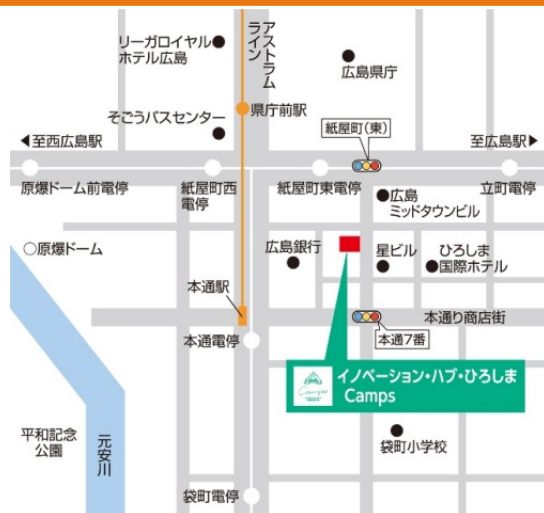 リーガロイヤル
ホテル広島
アストラム
ライン
広島県庁
県庁前駅
そごうバスセンター
紙屋町(東)
◀至西広島駅
至広島駅▶
原爆ドーム前電停
紙屋町西
電停
紙屋町東電停
立町電停
広島
ミッドタウンビル
原爆ドーム
広島銀行
星ビル
ひろしま
国際ホテル
本通駅
本通り商店街
本通電停
本通7番
イノベーション・ハブ・ひろしま
Camps
Camps
平和記念
公園
元安川
袋町小学校
袋町電停